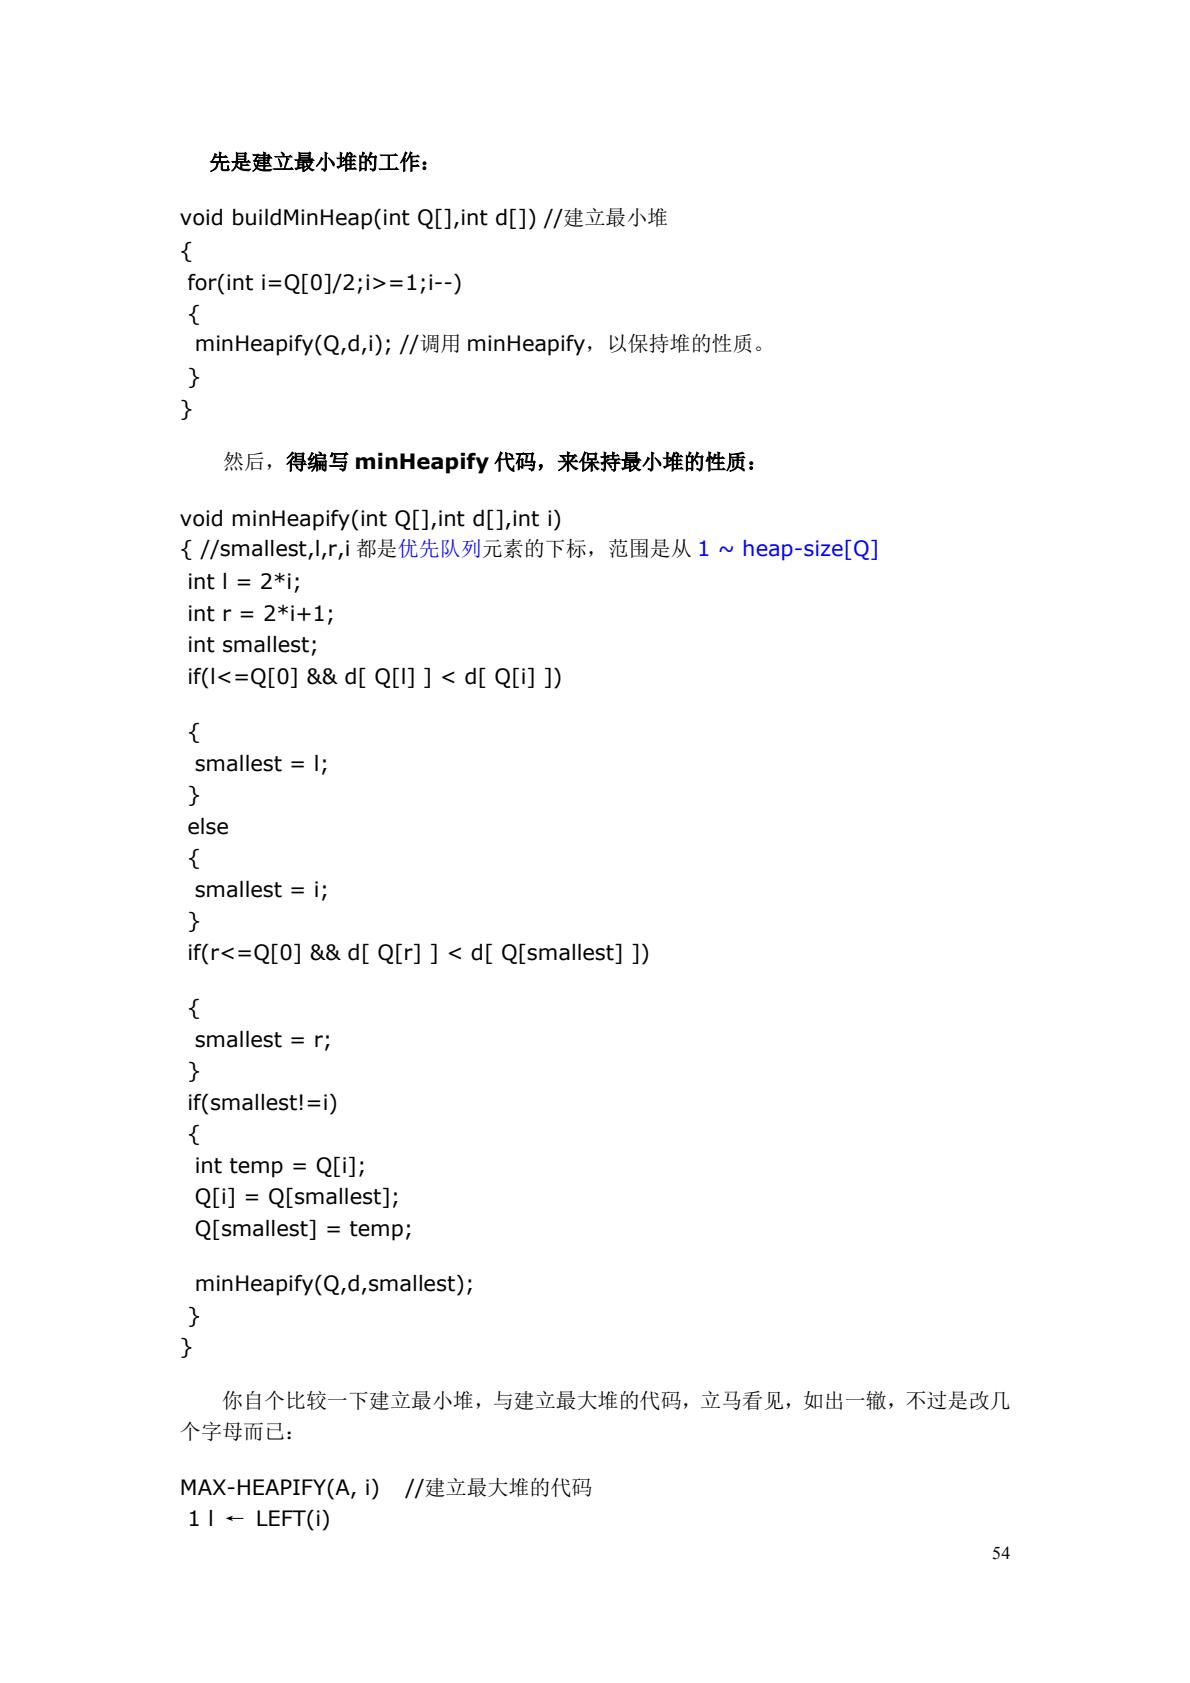 先是建立最小堆的工作：
void buildMinHeap(int Q[],int d[]) //建立最小堆
{
for(int i=Q[0]/2;i>=1;i--)
{
minHeapify(Q,d,i); //调用 minHeapify，以保持堆的性质。
}
}
然后，得编写 minHeapify 代码，来保持最小堆的性质：
void minHeapify(int Q[],int d[],int i)
{ //smallest,l,r,i 都是优先队列元素的下标，范围是从 1 ~ heap-size[Q]
int l = 2*i;
int r = 2*i+1;
int smallest;
if(l<=Q[0] && d[ Q[l] ] < d[ Q[i] ])
{
smallest = l;
}
else
{
smallest = i;
}
if(r<=Q[0] && d[ Q[r] ] < d[ Q[smallest] ])
{
smallest = r;
}
if(smallest!=i)
{
int temp = Q[i];
Q[i] = Q[smallest];
Q[smallest] = temp;
minHeapify(Q,d,smallest);
}
}
你自个比较一下建立最小堆，与建立最大堆的代码，立马看见，如出一辙，不过是改几
个字母而已：
MAX-HEAPIFY(A, i) //建立最大堆的代码
1 l ← LEFT(i)
54